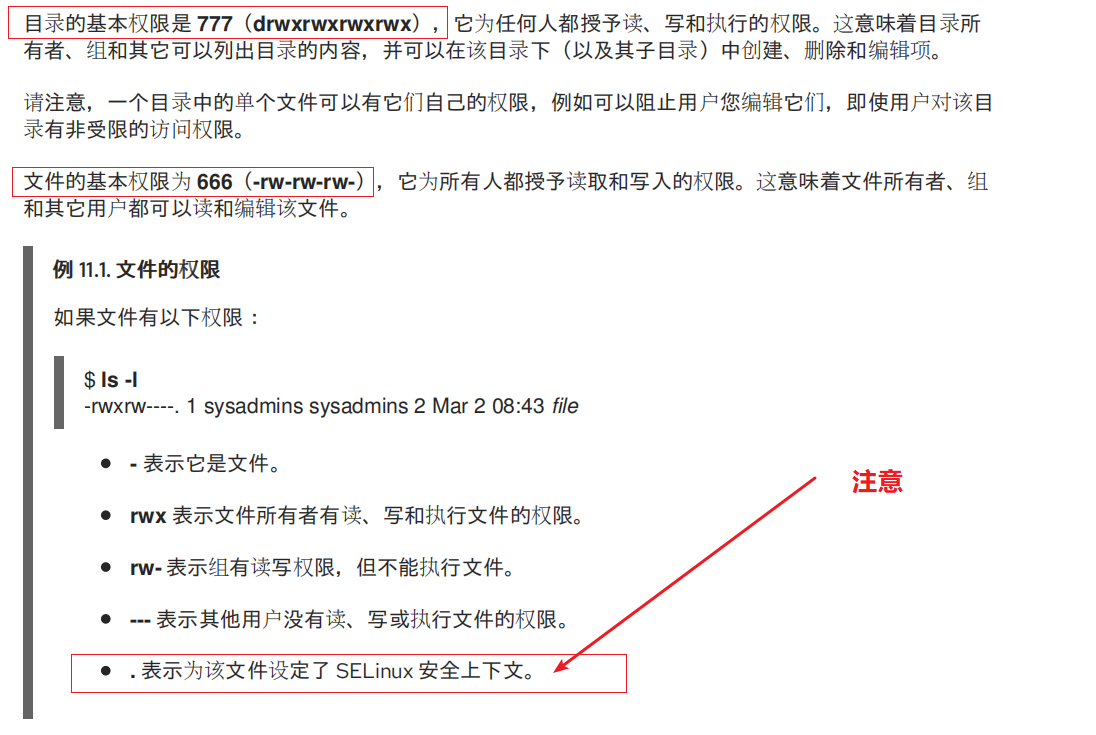 目录的基本权限是 777（drwxrwxrwxrwx），它为任何人都授予读、写和执行的权限。这意味着目录所
有者、组和其它可以列出目录的内容，并可以在该目录下（以及其子目录）中创建、删除和编辑项。
请注意，一个目录中的单个文件可以有它们自己的权限，例如可以阻止用户您编辑它们，即使用户对该目
录有非受限的访问权限。
文件的基本权限为 666（-rw-rw-rw-），它为所有人都授予读取和写入的权限。这意味着文件所有者、组
和其它用户都可以读和编辑该文件。
例 11.1. 文件的权限
如果文件有以下权限：
$ ls -l
-rwxrw----. 1 sysadmins sysadmins 2 Mar 2 08:43 file
● - 表示它是文件。
注意
● rwx 表示文件所有者有读、写和执行文件的权限。
● rw- 表示组有读写权限，但不能执行文件。
● --- 表示其他用户没有读、写或执行文件的权限。
● . 表示为该文件设定了 SELinux 安全上下文。